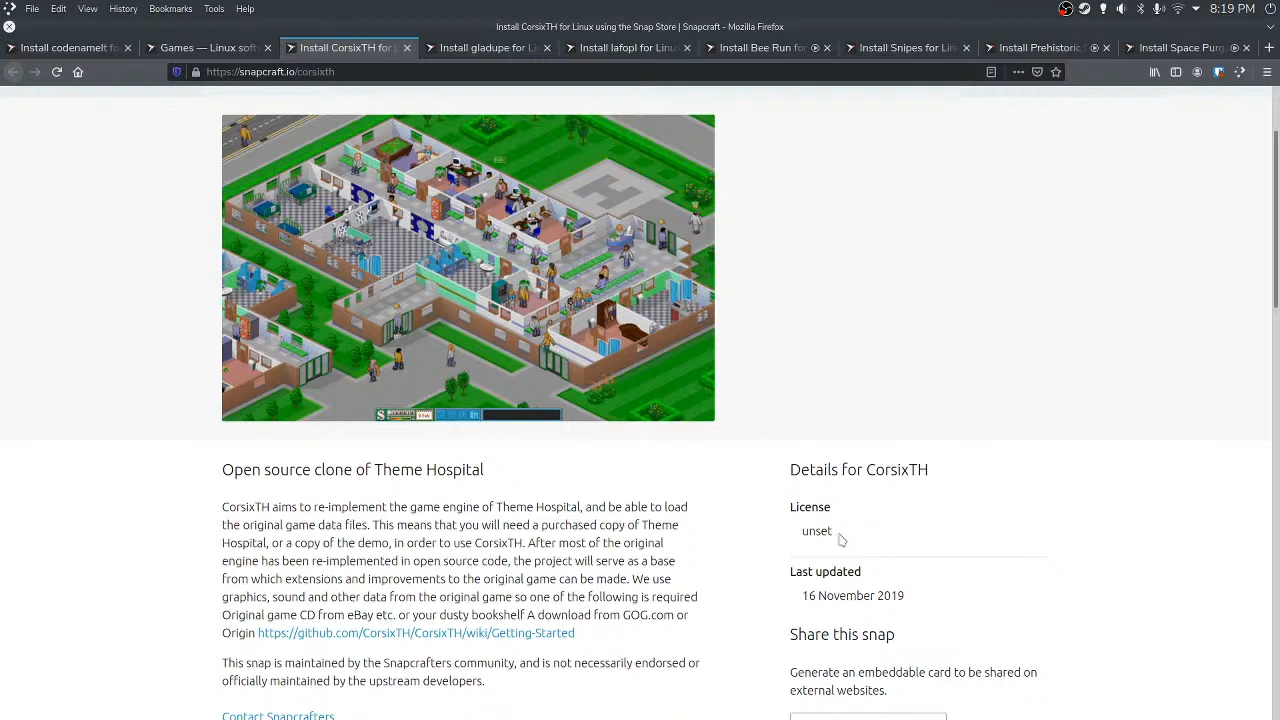 File Edit View History Bookmarks Tools Help
8:19 PM
Install CorsixTH for Linux using the Snap Store | Snapcraft - Mozilla Firefox
Install codenamelt fo
Games — Linux soft
Install CorsixTH for L
Install gladupe for Lin
Install lafopl for Linux
Install Bee Run for
Install Snipes for Lin
Install Prehistoric
Install Space Purg
https://snapcraft.io/corsixth
Open source clone of Theme Hospital
CorsixTH aims to re-implement the game engine of Theme Hospital, and be able to load
the original game data files. This means that you will need a purchased copy of Theme
Hospital, or a copy of the demo, in order to use CorsixTH. After most of the original
engine has been re-implemented in open source code, the project will serve as a base
from which extensions and improvements to the original game can be made. We use
graphics, sound and other data from the original game so one of the following is required
Original game CD from eBay etc. or your dusty bookshelf A download from GOG.com or
Origin https://github.com/CorsixTH/CorsixTH/wiki/Getting-Started
This snap is maintained by the Snapcrafters community, and is not necessarily endorsed or
officially maintained by the upstream developers.
Contact Snapcrafters
Details for CorsixTH
License
unset
Last updated
16 November 2019
Share this snap
Generate an embeddable card to be shared on
external websites.